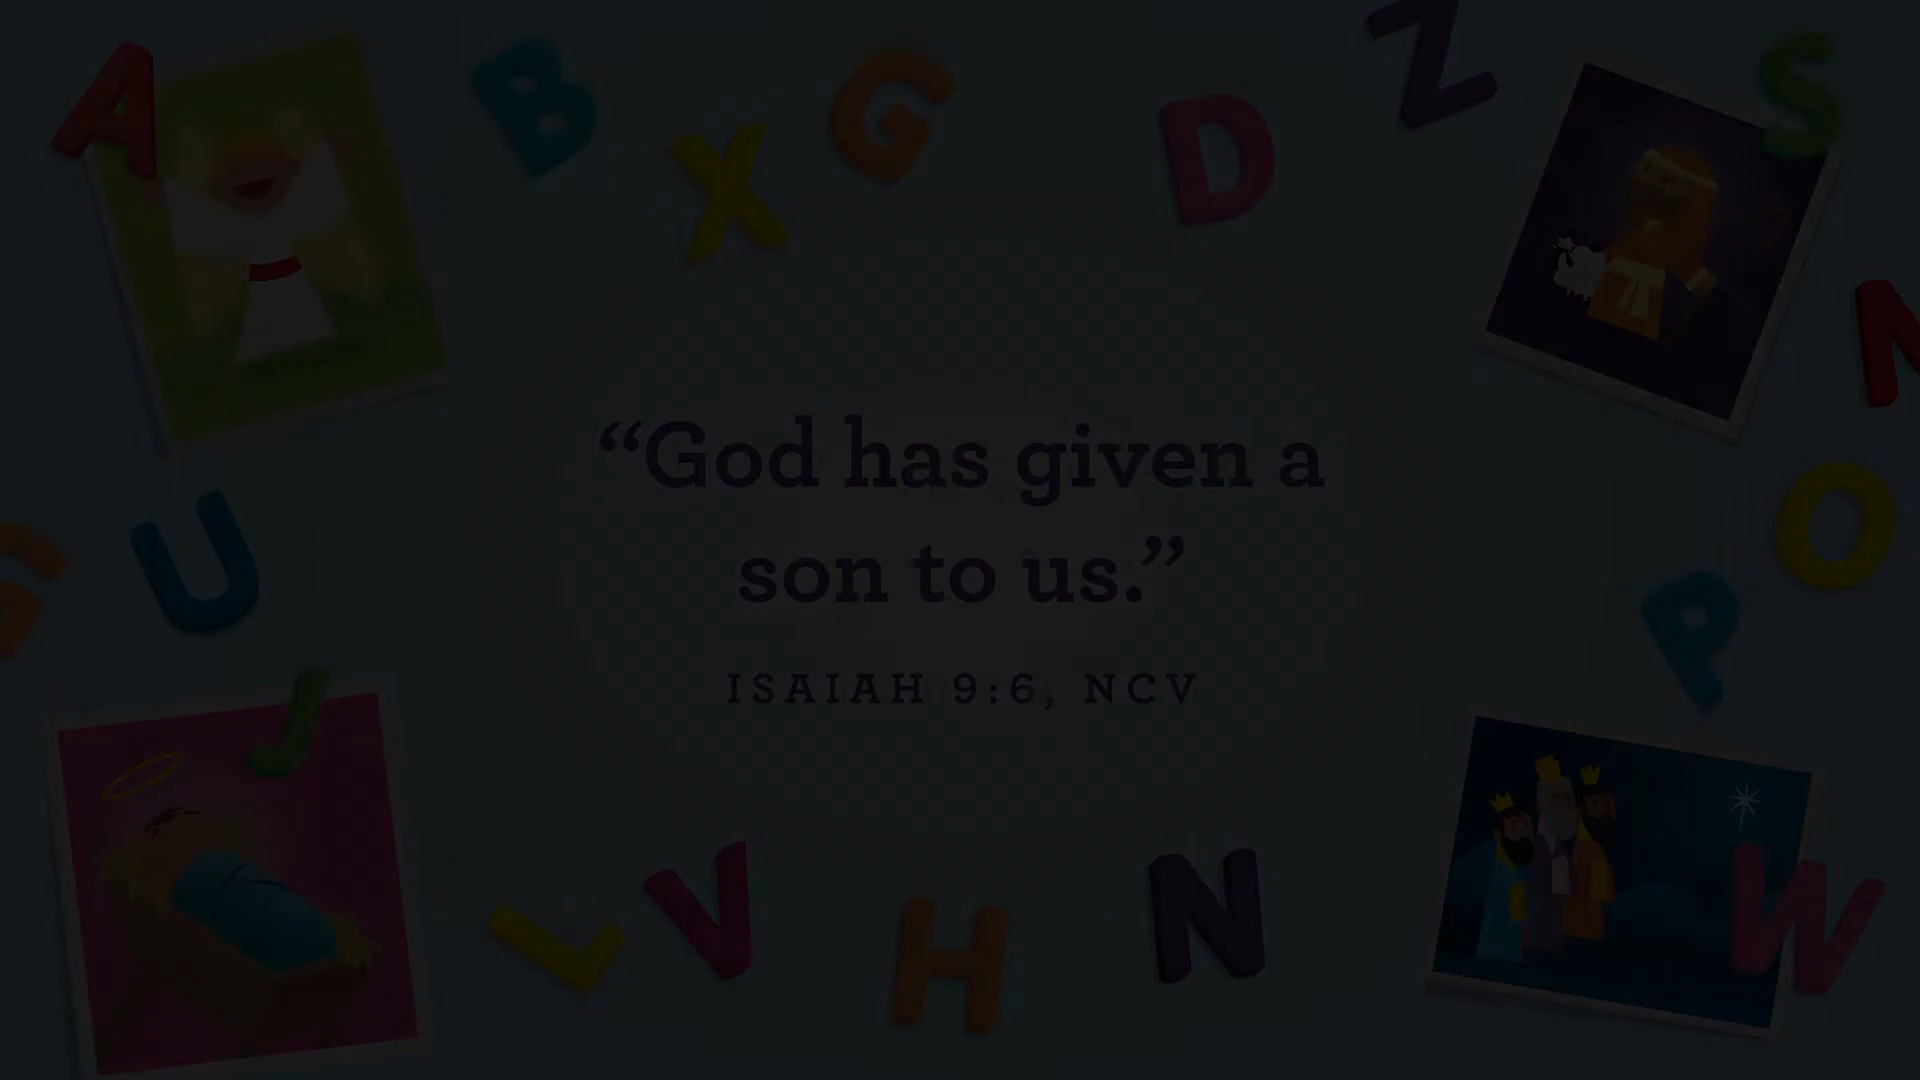 A
B
X
G
D
Z
S
“God has given a
son to us.”
ISAIAH 9:6, NCV
U
G
J
L
V
H
N
W
P
O